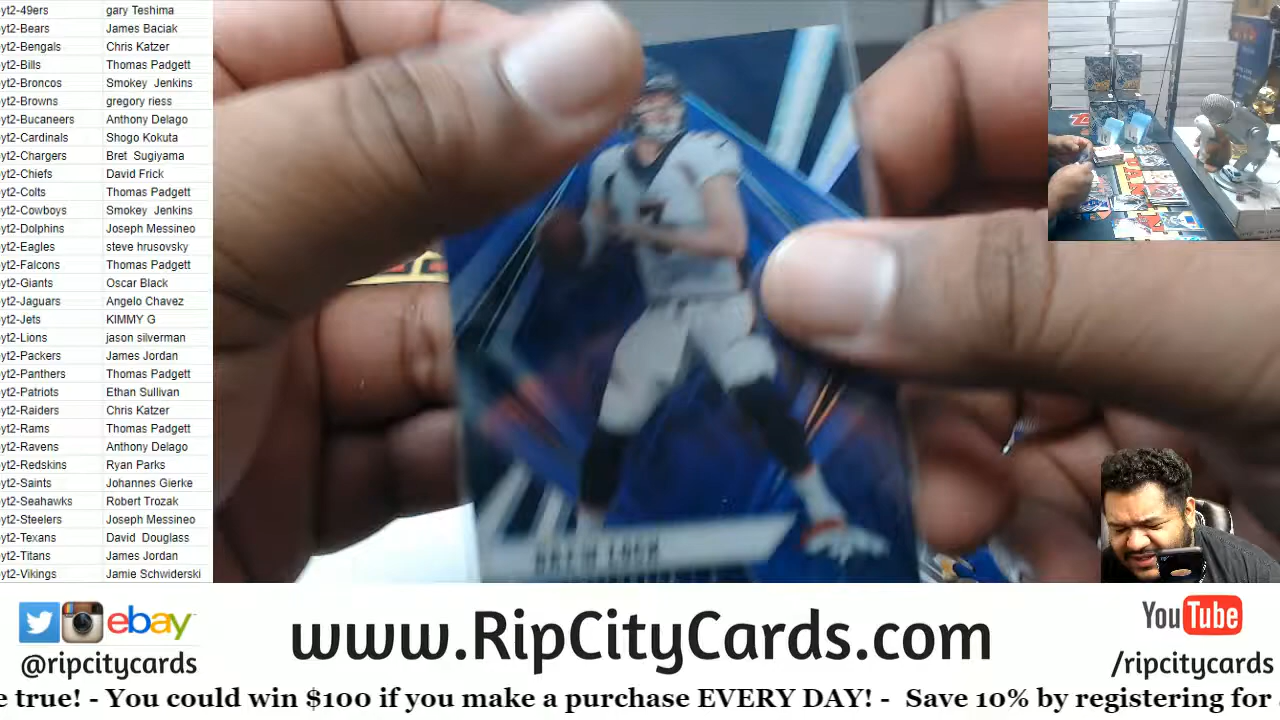 yt2-49ers gary Teshima
yt2-Bears James Baciak
yt2-Bengals Chris Katzer
yt2-Bills Thomas Padgett
yt2-Broncos Smokey Jenkins
yt2-Browns gregory riess
yt2-Bucaneers Anthony Delago
yt2-Cardinals Shogo Kokuta
yt2-Chargers Bret Sugiyama
yt2-Chiefs David Frick
yt2-Colts Thomas Padgett
yt2-Cowboys Smokey Jenkins
yt2-Dolphins Joseph Messineo
yt2-Eagles steve hrusovsky
yt2-Falcons Thomas Padgett
yt2-Giants Oscar Black
yt2-Jaguars Angelo Chavez
yt2-Jets KIMMY G
yt2-Lions jason silverman
yt2-Packers James Jordan
yt2-Panthers Thomas Padgett
yt2-Patriots Ethan Sullivan
yt2-Raiders Chris Katzer
yt2-Rams Thomas Padgett
yt2-Ravens Anthony Delago
yt2-Redskins Ryan Parks
yt2-Saints Johannes Gierke
yt2-Seahawks Robert Trozak
yt2-Steelers Joseph Messineo
yt2-Texans David Douglass
yt2-Titans James Jordan
yt2-Vikings Jamie Schwiderski
7
DREW LOCK
ebay
@ripcitycards
www.RipCityCards.com
YouTube
/ripcitycards
e true! - You could win $100 if you make a purchase EVERY DAY! - Save 10% by registering for